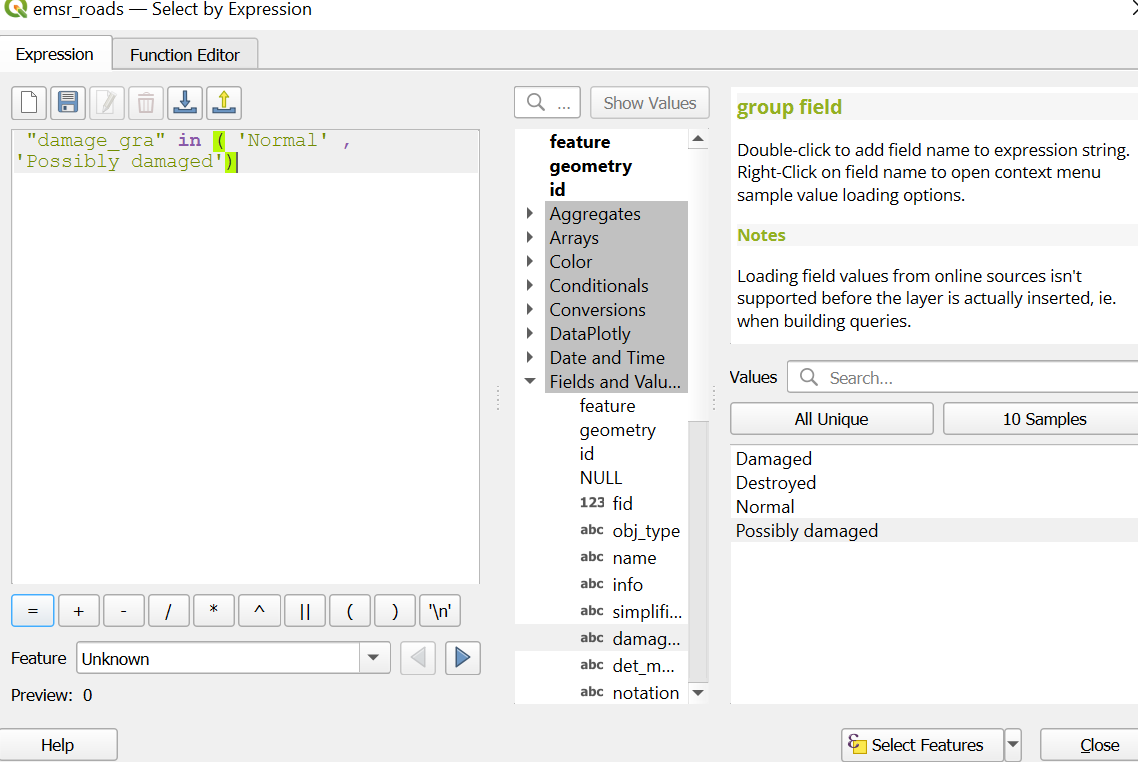 emsr_roads — Select by Expression
Expression
Function Editor
...
Show Values
"damage_gra" in ( 'Normal' ,
'Possibly damaged')
feature
geometry
id
Aggregates
Arrays
Color
Conditionals
Conversions
DataPlotly
Date and Time
Fields and Valu...
feature
geometry
id
NULL
123 fid
abc obj_type
abc name
abc info
abc simplifi...
abc damag...
abc det_m...
abc notation
group field
Double-click to add field name to expression string.
Right-Click on field name to open context menu
sample value loading options.
Notes
Loading field values from online sources isn't
supported before the layer is actually inserted, ie.
when building queries.
Values
Search...
All Unique
10 Samples
Damaged
Destroyed
Normal
Possibly damaged
= + - / * ^ || ( ) '\n'
Feature Unknown
Preview: 0
Help
Select Features
Close